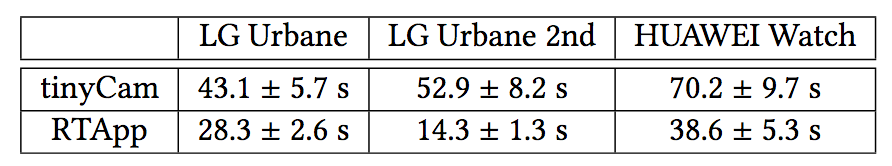 LG Urbane LG Urbane 2nd HUAWEI Watch
tinyCam 43.1 ± 5.7 s 52.9 ± 8.2 s 70.2 ± 9.7 s
RTApp 28.3 ± 2.6 s 14.3 ± 1.3 s 38.6 ± 5.3 s